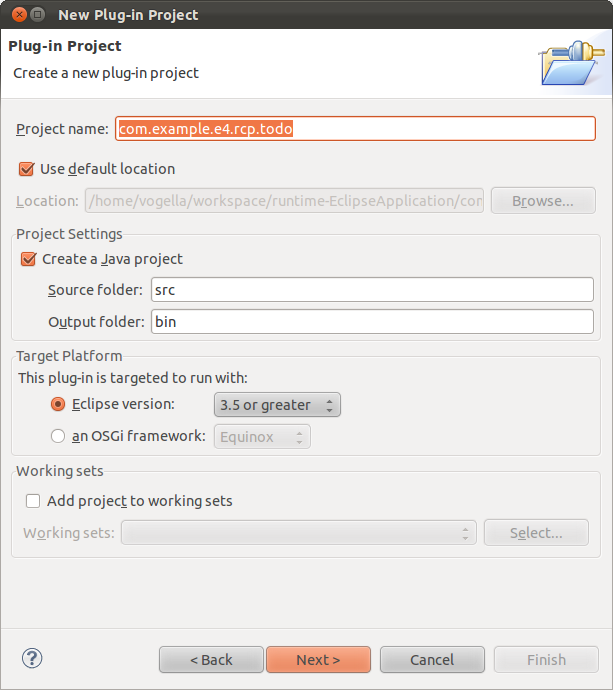 New Plug-in Project
Plug-in Project
Create a new plug-in project
Project name: com.example.e4.rcp.todo
Use default location
Location: /home/vogella/workspace/runtime-EclipseApplication/con Browse...
Project Settings
Create a Java project
Source folder: src
Output folder: bin
Target Platform
This plug-in is targeted to run with:
Eclipse version: 3.5 or greater
an OSGi framework: Equinox
Working sets
Add project to working sets
Working sets: Select...
? < Back Next > Cancel Finish